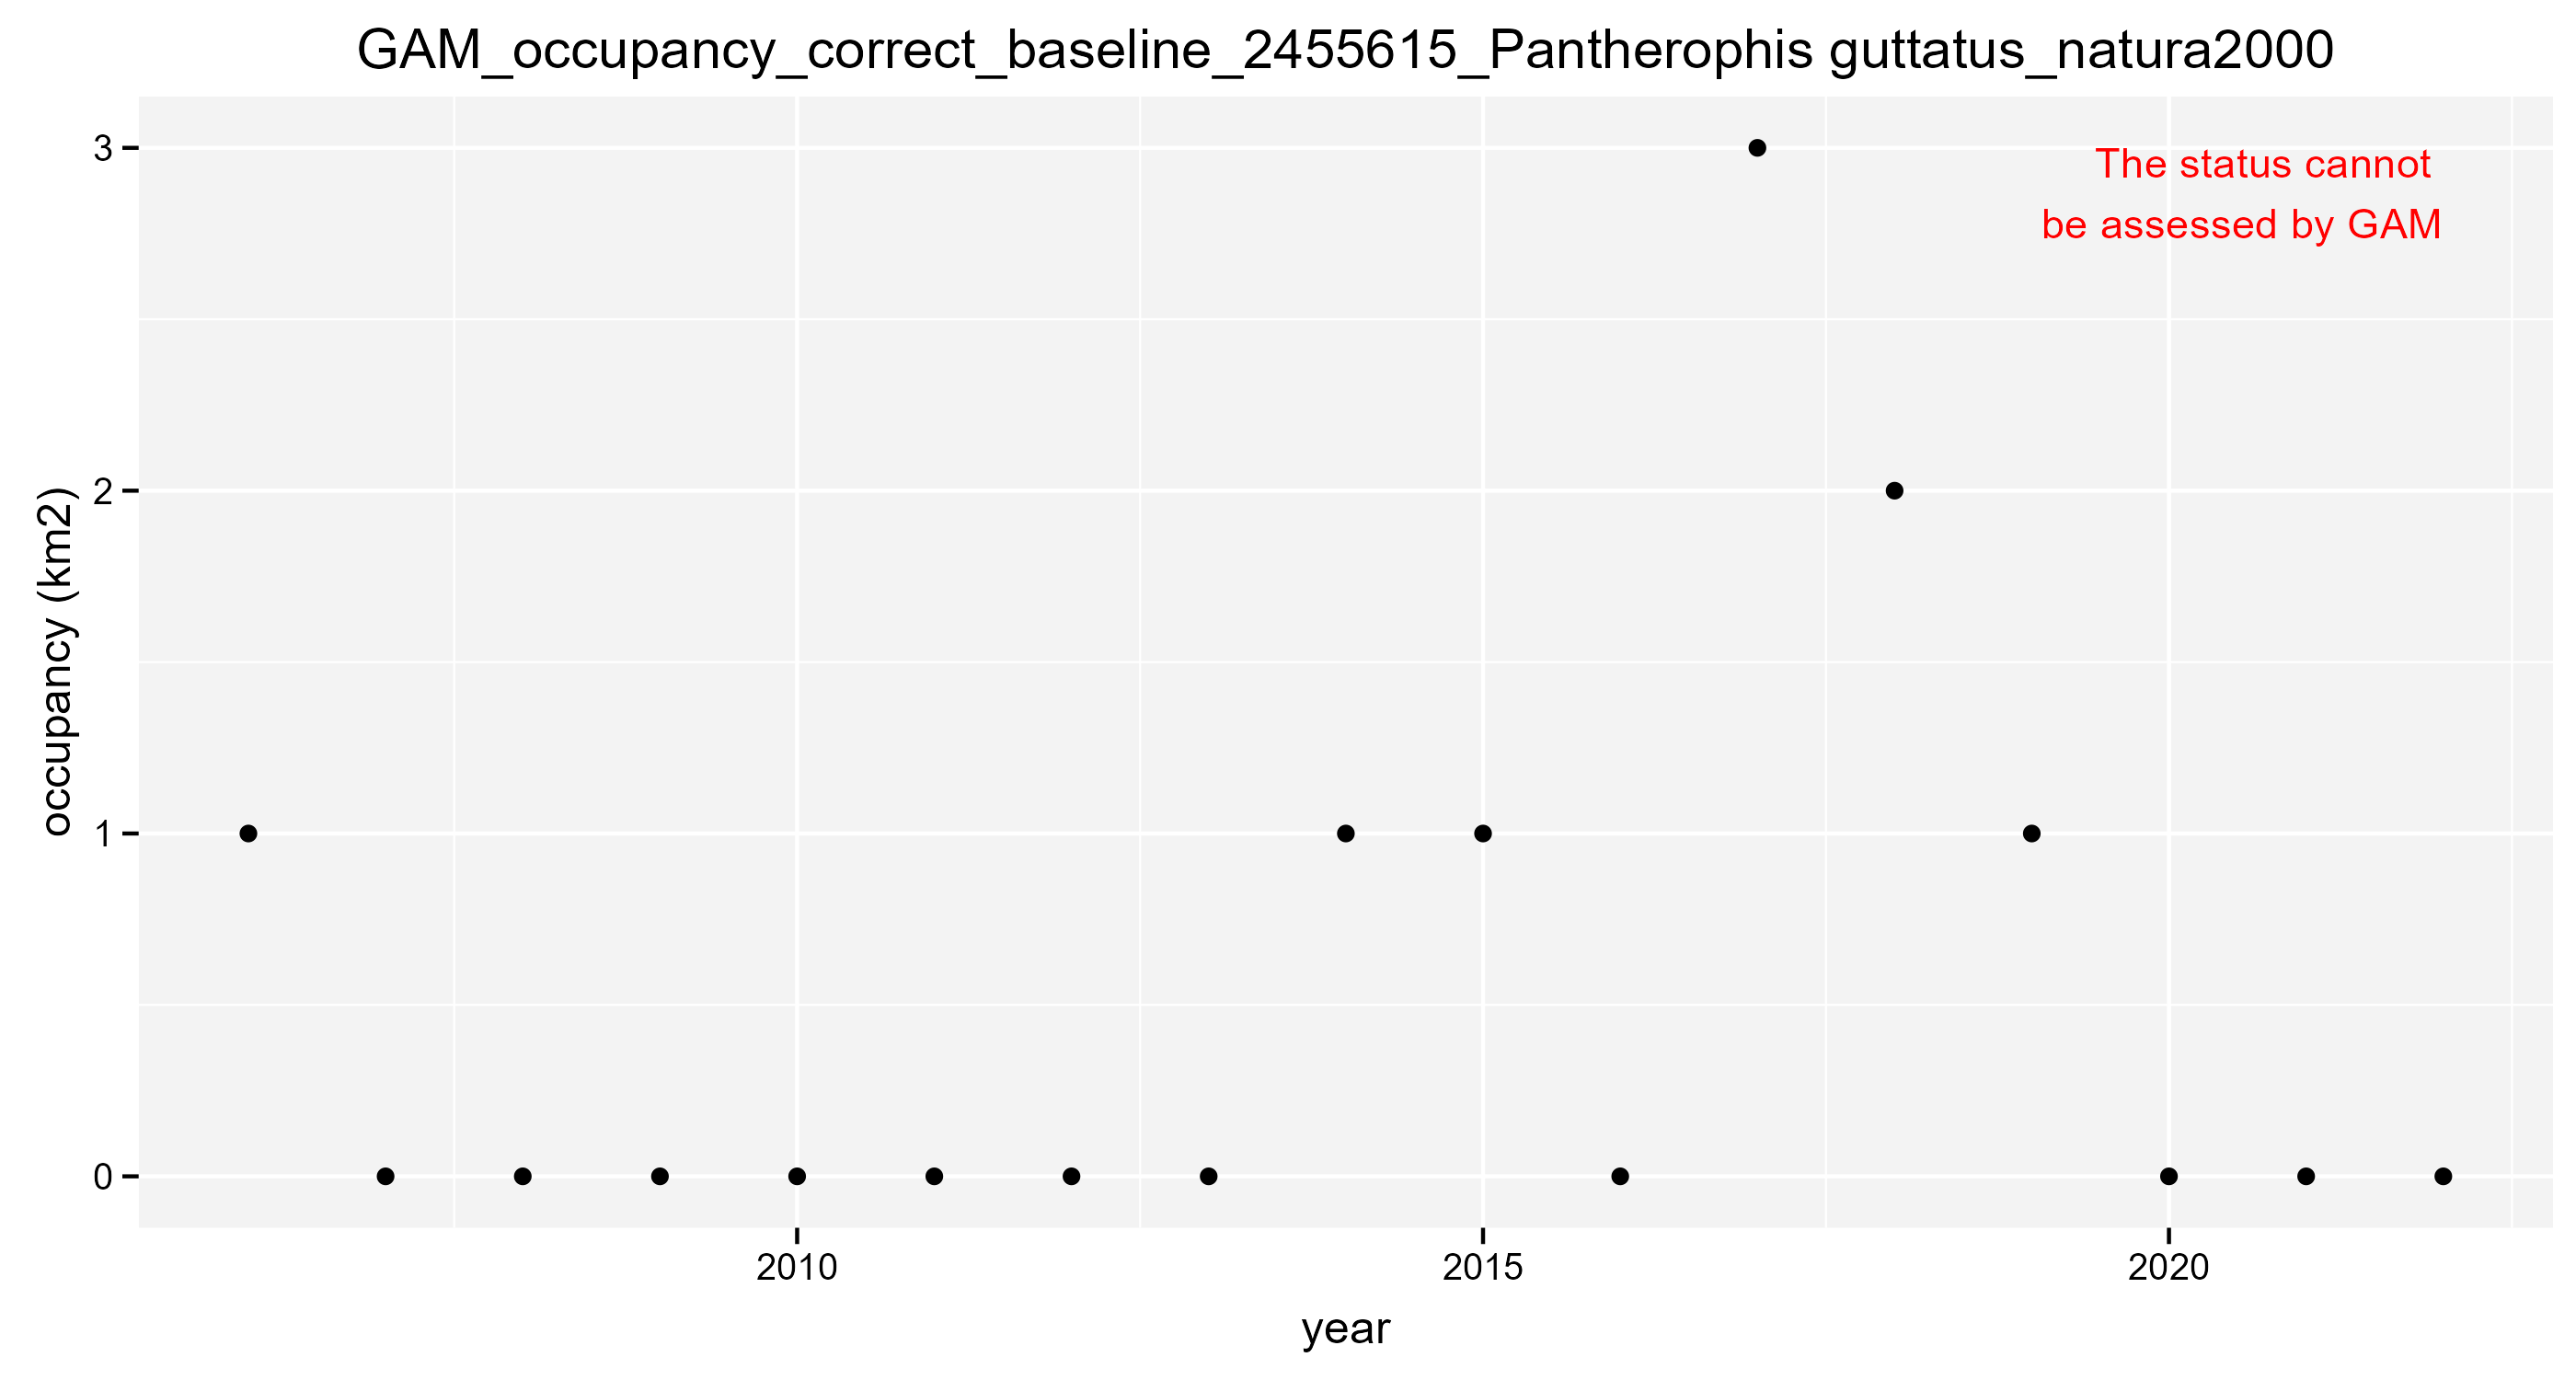 GAM_occupancy_correct_baseline_2455615_Pantherophis guttatus_natura2000
The status cannot
be assessed by GAM
occupancy (km2)
3
2
1
0
2010
2015
2020
year